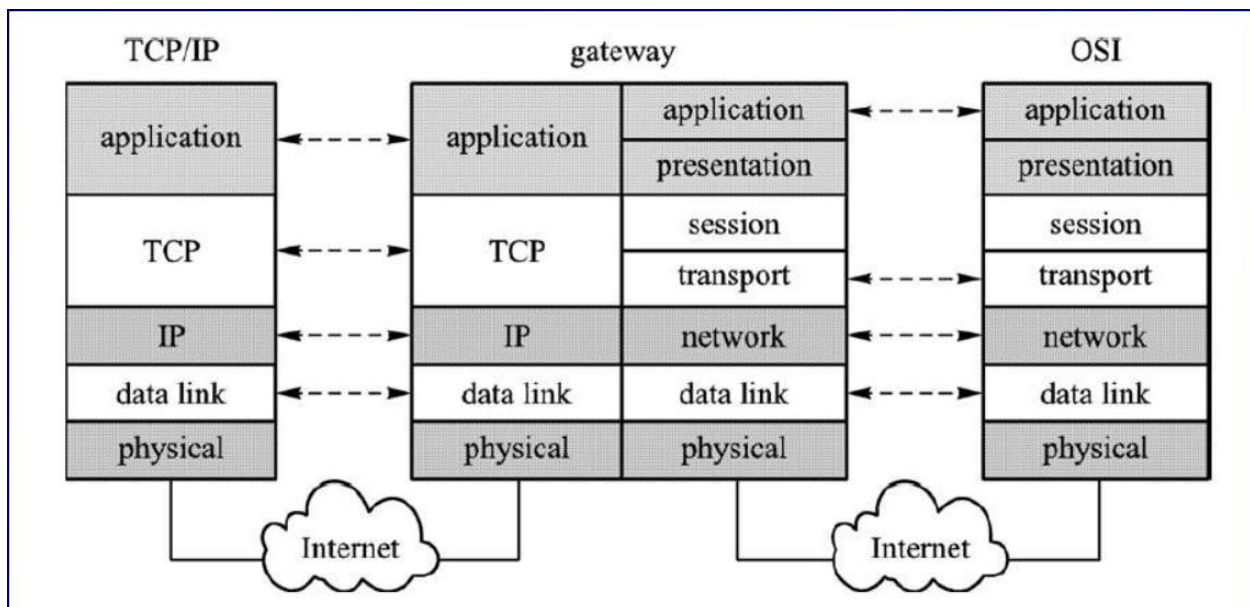 TCP/IP gateway OSI
application application application application
presentation presentation
TCP TCP session session
transport transport
IP IP network network
data link data link data link data link
physical physical physical physical
Internet Internet